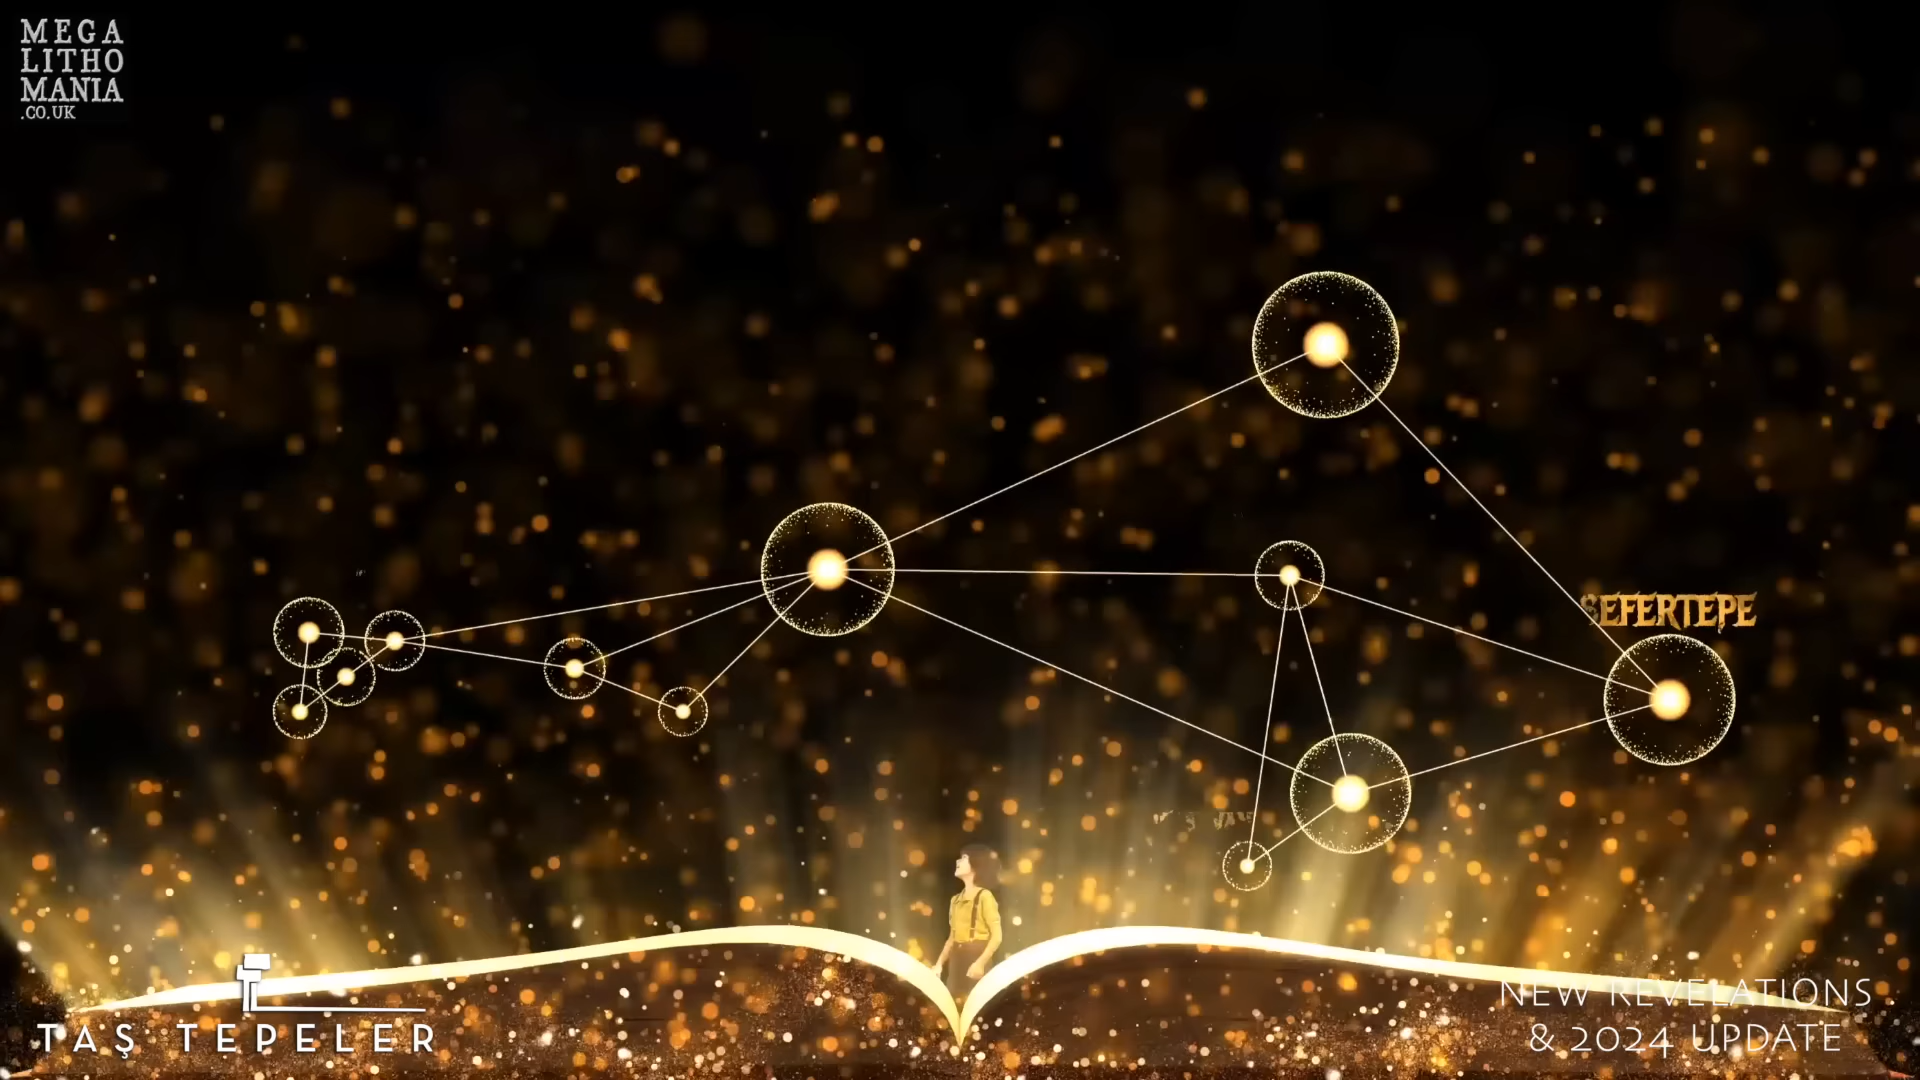 MEGA
LITHO
MANIA
.CO.UK
SEFERTEPE
TAŞ TEPELER
NEW REVELATIONS
& 2024 UPDATE